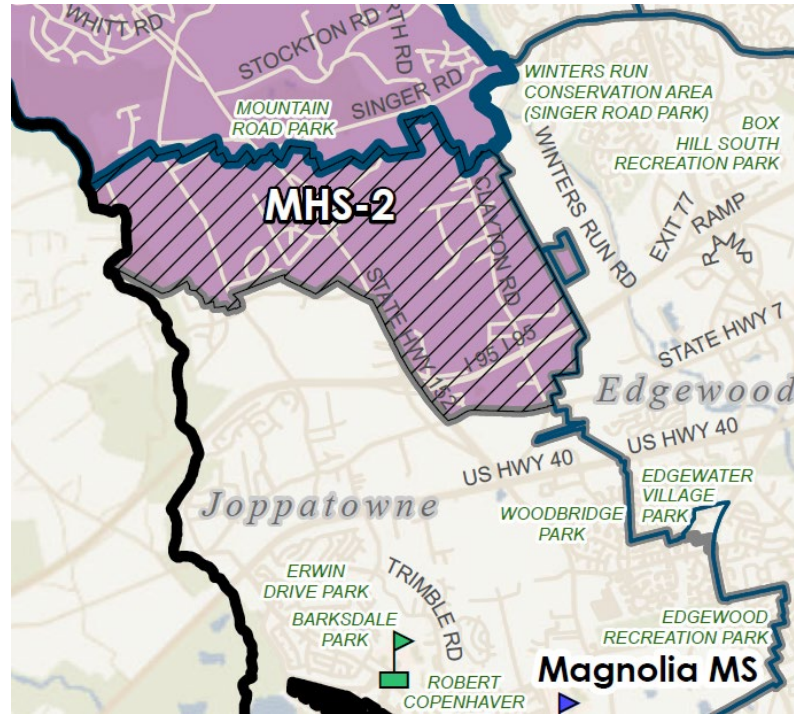 WHITT RD
STOCKTON RD
RTH RD
SINGER RD
MOUNTAIN
ROAD PARK
WINTERS RUN
CONSERVATION AREA
(SINGER ROAD PARK)
BOX
HILL SOUTH
RECREATION PARK
WINTERS RUN RD
EXIT 77
RAMP
RAMP
MHS-2
CLAYTON RD
STATE HWY 152
I 95 I 95
STATE HWY 7
Edgewood
US HWY 40
US HWY 40
Joppatowne
WOODBRIDGE
PARK
EDGEWATER
VILLAGE
PARK
ERWIN
DRIVE PARK
TRIMBLE RD
BARKSDALE
PARK
EDGEWOOD
RECREATION PARK
Magnolia MS
ROBERT
COPENHAVER